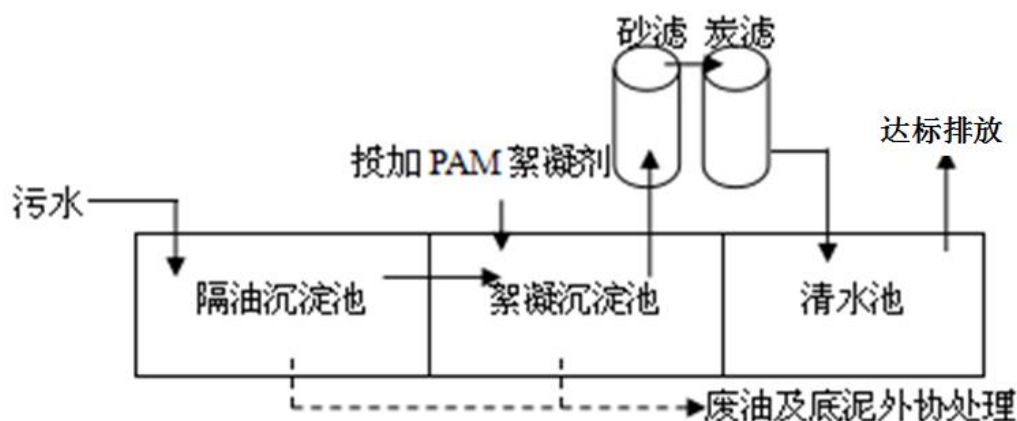 砂滤 炭滤
达标排放
投加 PAM 絮凝剂
污水
隔油沉淀池
絮凝沉淀池
清水池
废油及底泥外协处理